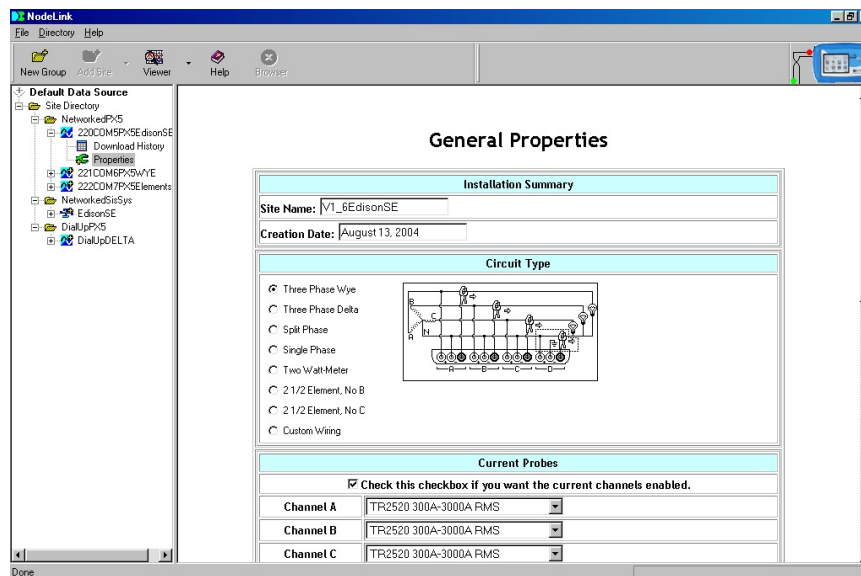 NodeLink
File Directory Help
New Group Add Site Viewer Help Browser
Default Data Source
Site Directory
NetworkedPX5
220COM5PX5EdisonSE
Download History
Properties
221COM6PX5WYE
222COM7PX5Elements
NetworkedSisSys
EdisonSE
DialUpPX5
DialUpDELTA
General Properties
Installation Summary
Site Name: V1_6EdisonSE
Creation Date: August 13, 2004
Circuit Type
Three Phase Wye
Three Phase Delta
Split Phase
Single Phase
Two Watt-Meter
2 1/2 Element, No B
2 1/2 Element, No C
Custom Wiring
B
C
A N
A B C D
Current Probes
Check this checkbox if you want the current channels enabled.
Channel A TR2520 300A-3000A RMS
Channel B TR2520 300A-3000A RMS
Channel C TR2520 300A-3000A RMS
Done